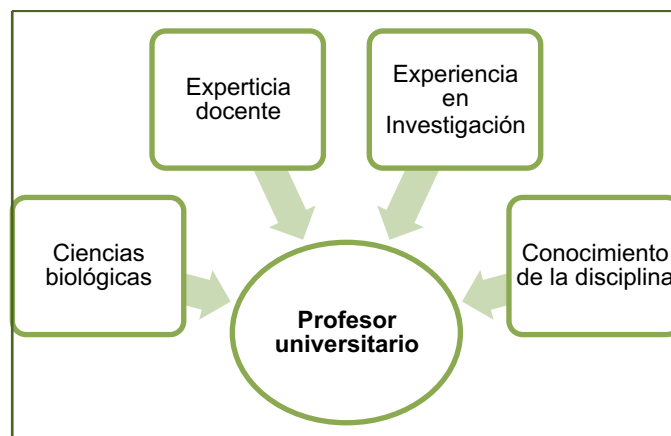 Experticia
docente
Experiencia
en
Investigación
Ciencias
biológicas
Conocimiento
de la disciplina
Profesor
universitario